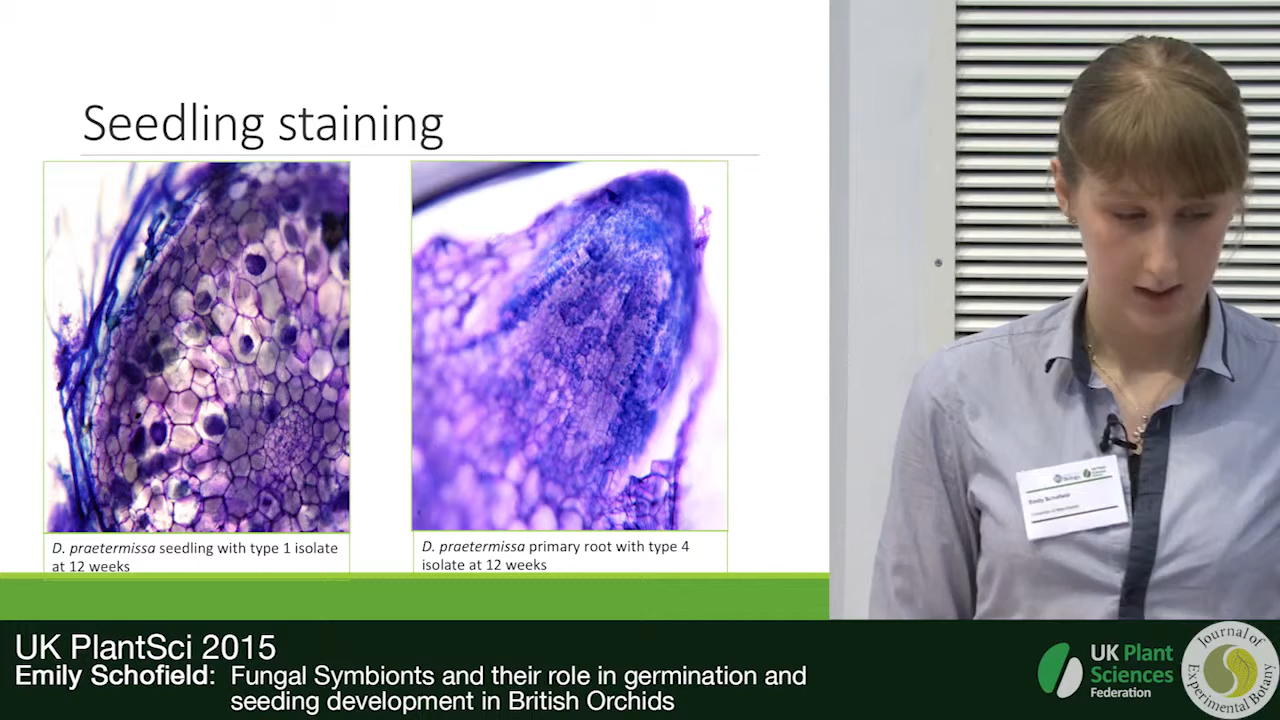 Seedling staining
D. praetermissa seedling with type 1 isolate
at 12 weeks
D. praetermissa primary root with type 4
isolate at 12 weeks
Emily Schofield
UK PlantSci 2015
Emily Schofield: Fungal Symbionts and their role in germination and
seeding development in British Orchids
UK Plant
Sciences
Federation
Journal of
Experimental Botany